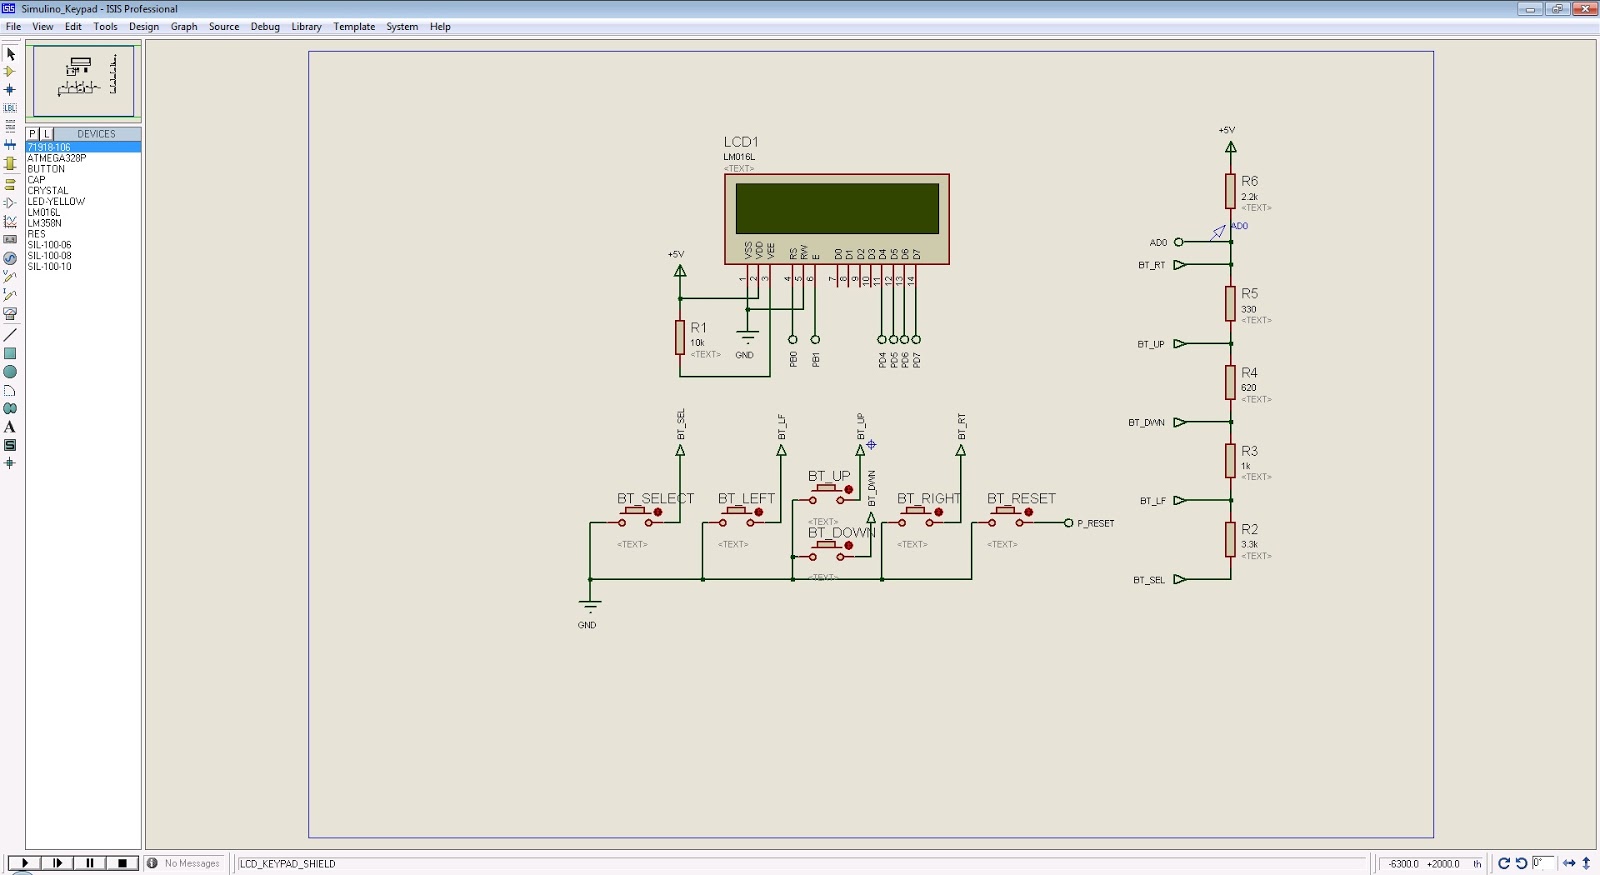 ISIS Simulino_Keypad - ISIS Professional
File View Edit Tools Design Graph Source Debug Library Template System Help
LBL
P L DEVICES
71918-106
ATMEGA328P
BUTTON
CAP
CRYSTAL
LED-YELLOW
LM016L
LM358N
RES
SIL-100-06
SIL-100-08
SIL-100-10
A
S
LCD1
LM016L
<TEXT>
VSS VDD VEE RS RW E D0 D1 D2 D3 D4 D5 D6 D7
1 2 3 4 5 6 7 8 9 10 11 12 13 14
+5V
R1
10k
<TEXT>
GND
PB0 PB1 PD4 PD5 PD6 PD7
BT_SEL BT_LF BT_UP BT_RT
BT_DWN
BT_UP
<TEXT>
BT_SELECT BT_LEFT BT_RIGHT BT_RESET
P_RESET
BT_DOWN
<TEXT> <TEXT> <TEXT> <TEXT>
<TEXT>
GND
+5V
R6
2.2k
<TEXT>
AD0
AD0
BT_RT
R5
330
<TEXT>
BT_UP
R4
620
<TEXT>
BT_DWN
R3
1k
<TEXT>
BT_LF
R2
3.3k
<TEXT>
BT_SEL
No Messages LCD_KEYPAD_SHIELD -6300.0 +2000.0 th 0°